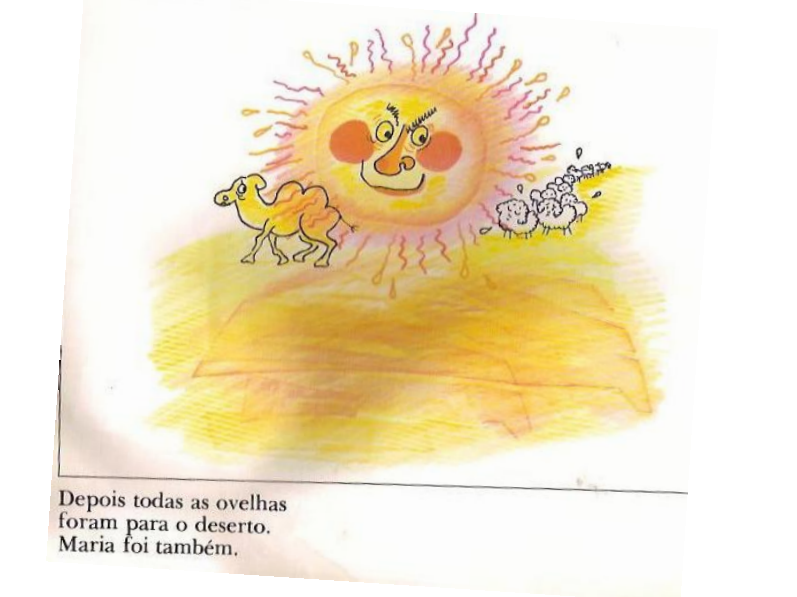 Depois todas as ovelhas
foram para o deserto.
Maria foi também.